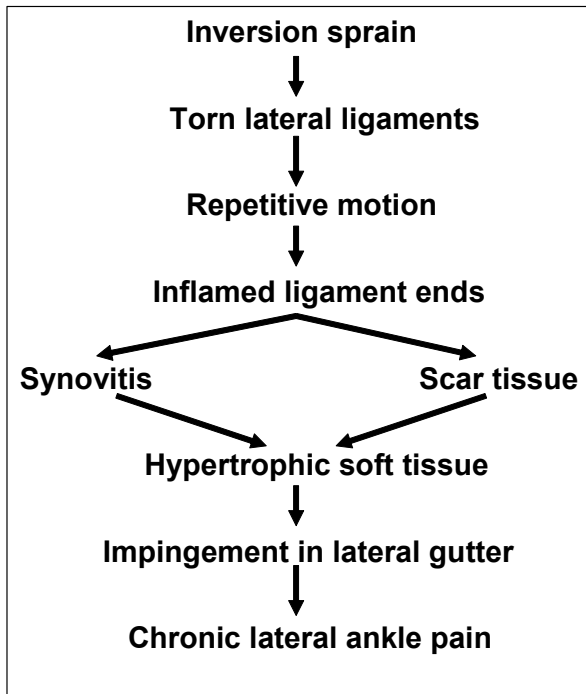 Inversion sprain
Torn lateral ligaments
Repetitive motion
Inflamed ligament ends
Synovitis
Scar tissue
Hypertrophic soft tissue
Impingement in lateral gutter
Chronic lateral ankle pain